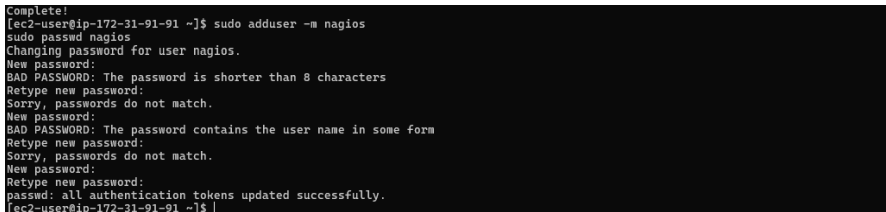 Complete!
[ec2-user@ip-172-31-91-91 ~]$ sudo adduser -m nagios
sudo passwd nagios
Changing password for user nagios.
New password:
BAD PASSWORD: The password is shorter than 8 characters
Retype new password:
Sorry, passwords do not match.
New password:
BAD PASSWORD: The password contains the user name in some form
Retype new password:
Sorry, passwords do not match.
New password:
Retype new password:
passwd: all authentication tokens updated successfully.
[ec2-user@ip-172-31-91-91 ~]$